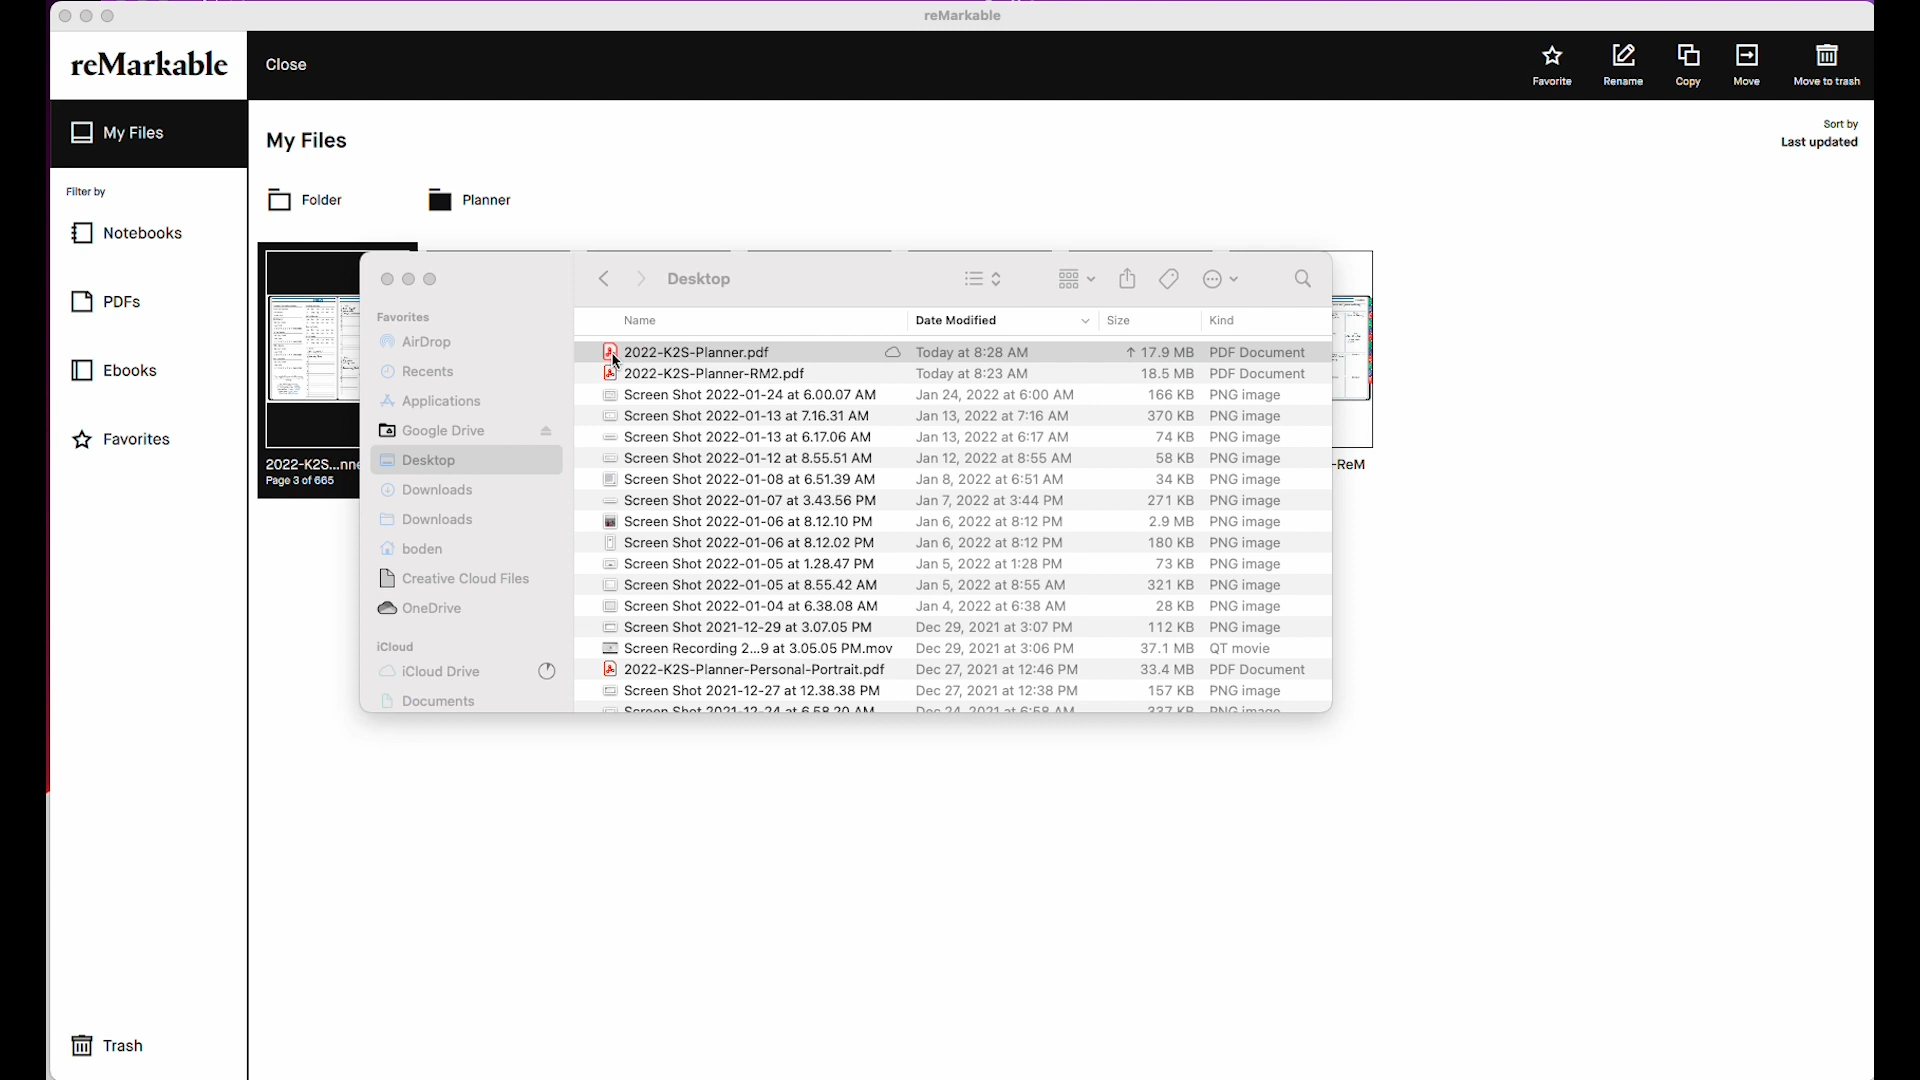 reMarkable
reMarkable
Close
Favorite
Rename
Copy
Move
Move to trash
My Files
My Files
Sort by
Last updated
Filter by
Folder
Planner
Notebooks
PDFs
Ebooks
Favorites
2022-K2S...nne
Page 3 of 665
-ReM
Trash
Desktop
Favorites
AirDrop
Recents
Applications
Google Drive
Desktop
Downloads
Downloads
boden
Creative Cloud Files
OneDrive
iCloud
iCloud Drive
Documents
Name Date Modified Size Kind
2022-K2S-Planner.pdf Today at 8:28 AM ↑ 17.9 MB PDF Document
2022-K2S-Planner-RM2.pdf Today at 8:23 AM 18.5 MB PDF Document
Screen Shot 2022-01-24 at 6.00.07 AM Jan 24, 2022 at 6:00 AM 166 KB PNG image
Screen Shot 2022-01-13 at 7.16.31 AM Jan 13, 2022 at 7:16 AM 370 KB PNG image
Screen Shot 2022-01-13 at 6.17.06 AM Jan 13, 2022 at 6:17 AM 74 KB PNG image
Screen Shot 2022-01-12 at 8.55.51 AM Jan 12, 2022 at 8:55 AM 58 KB PNG image
Screen Shot 2022-01-08 at 6.51.39 AM Jan 8, 2022 at 6:51 AM 34 KB PNG image
Screen Shot 2022-01-07 at 3.43.56 PM Jan 7, 2022 at 3:44 PM 271 KB PNG image
Screen Shot 2022-01-06 at 8.12.10 PM Jan 6, 2022 at 8:12 PM 2.9 MB PNG image
Screen Shot 2022-01-06 at 8.12.02 PM Jan 6, 2022 at 8:12 PM 180 KB PNG image
Screen Shot 2022-01-05 at 1.28.47 PM Jan 5, 2022 at 1:28 PM 73 KB PNG image
Screen Shot 2022-01-05 at 8.55.42 AM Jan 5, 2022 at 8:55 AM 321 KB PNG image
Screen Shot 2022-01-04 at 6.38.08 AM Jan 4, 2022 at 6:38 AM 28 KB PNG image
Screen Shot 2021-12-29 at 3.07.05 PM Dec 29, 2021 at 3:07 PM 112 KB PNG image
Screen Recording 2...9 at 3.05.05 PM.mov Dec 29, 2021 at 3:06 PM 37.1 MB QT movie
2022-K2S-Planner-Personal-Portrait.pdf Dec 27, 2021 at 12:46 PM 33.4 MB PDF Document
Screen Shot 2021-12-27 at 12.38.38 PM Dec 27, 2021 at 12:38 PM 157 KB PNG image
Screen Shot 2021-12-24 at 6.58.20 AM Dec 24, 2021 at 6:58 AM 337 KB PNG image